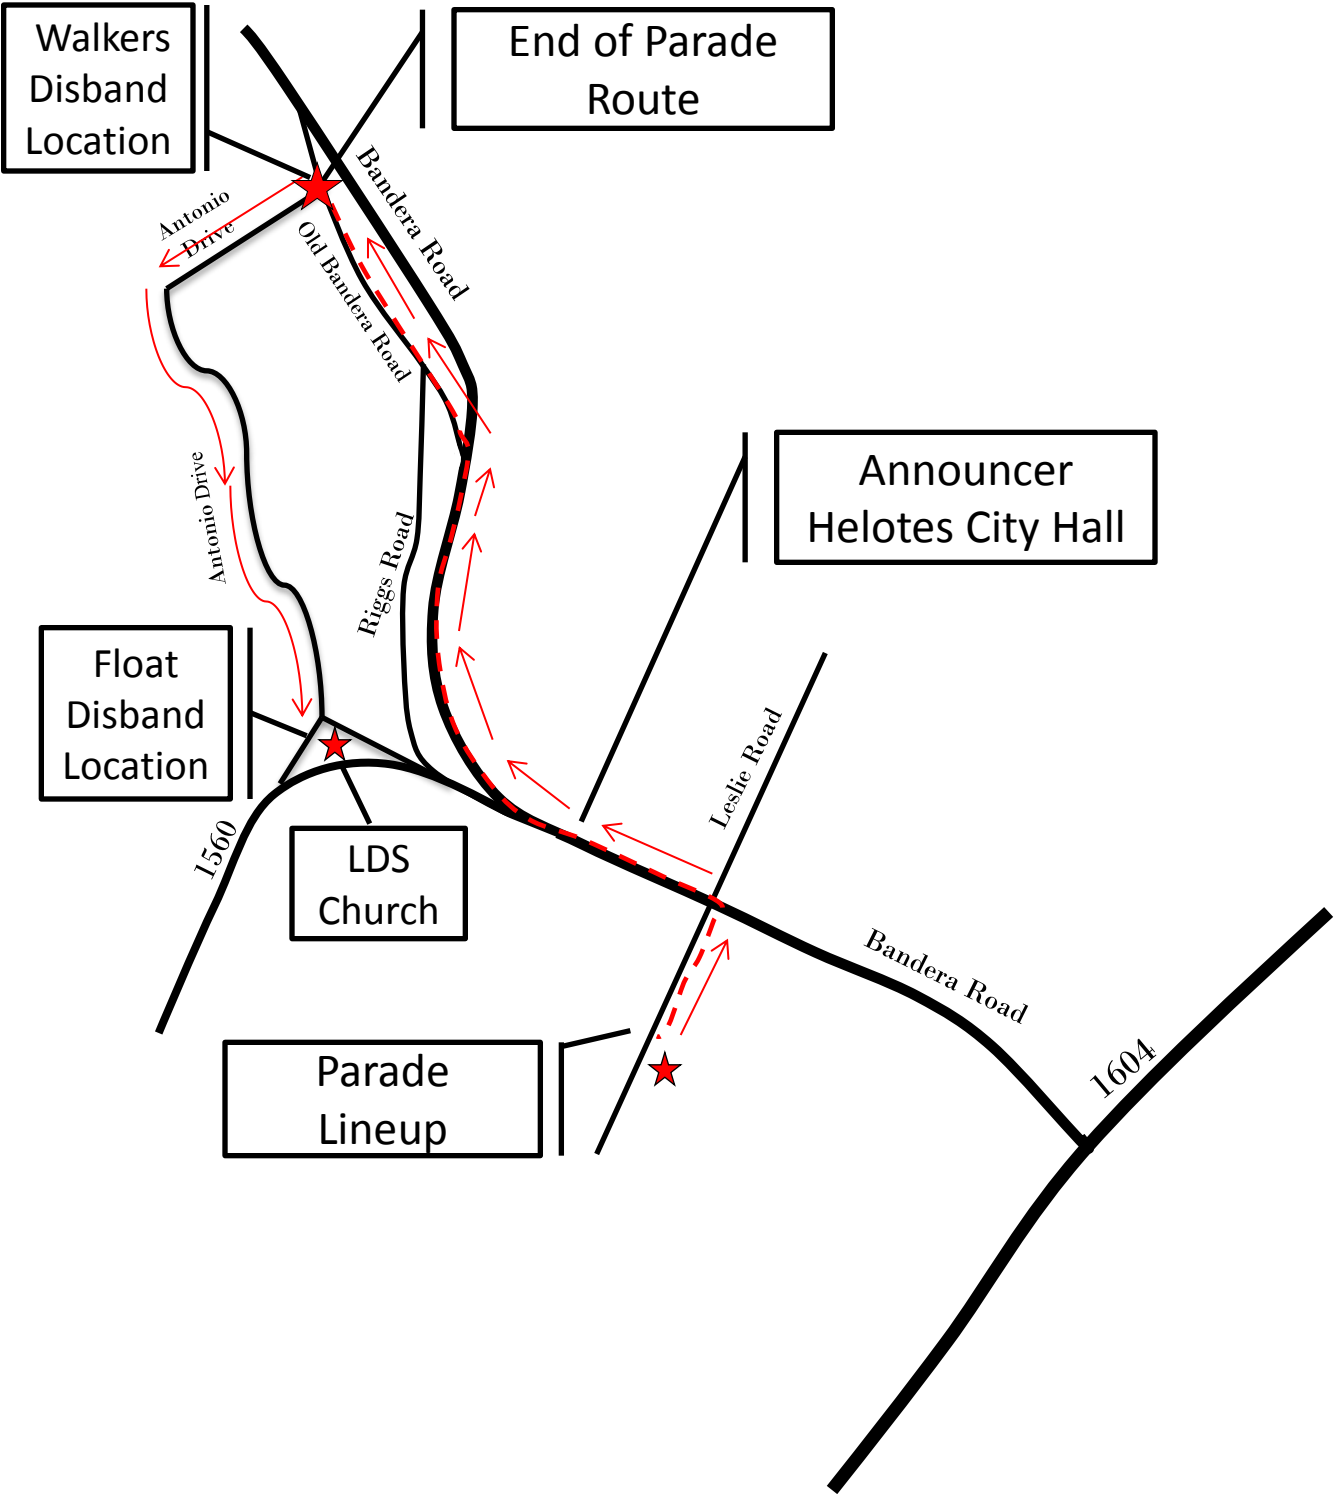 Walkers
Disband
Location
End of Parade
Route
Bandera Road
Antonio
Drive
Old Bandera Road
Announcer
Helotes City Hall
Antonio Drive
Riggs Road
Float
Disband
Location
Leslie Road
1560
LDS
Church
Bandera Road
Parade
Lineup
1604